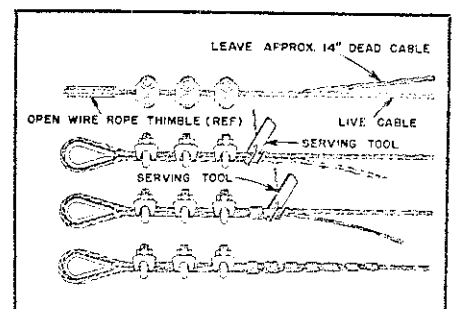 LEAVE APPROX. 14" DEAD CABLE
OPEN WIRE ROPE THIMBLE (REF)
LIVE CABLE
SERVING TOOL
SERVING TOOL